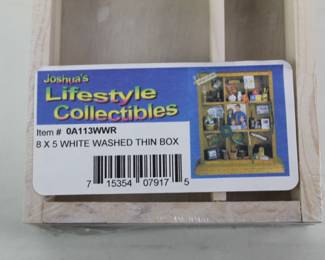 Joshua's
Lifestyle
Collectibles
Item # 0A113WWR
8 X 5 WHITE WASHED THIN BOX
7 15354 07917 5